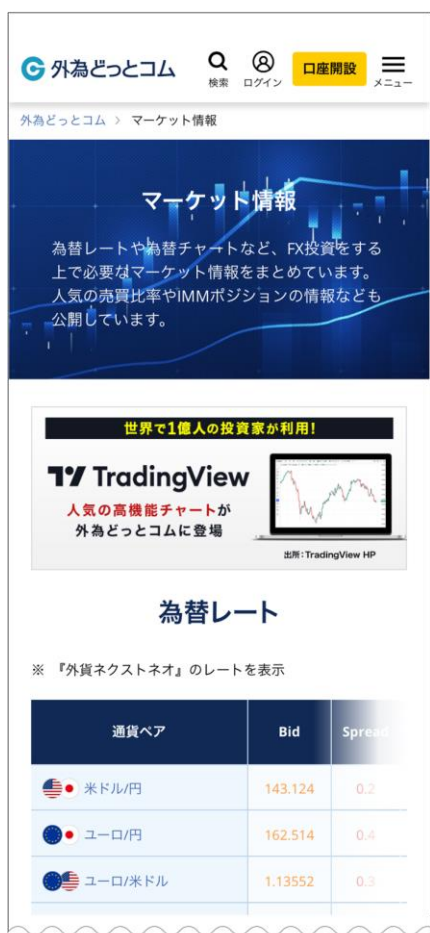 外為どっとコム
検索
ログイン
口座開設
メニュー
外為どっとコム > マーケット情報
マーケット情報
為替レートや為替チャートなど、FX投資をする
上で必要なマーケット情報をまとめています。
人気の売買比率やIMMポジションの情報なども
公開しています。
世界で1億人の投資家が利用!
TradingView
人気の高機能チャートが
外為どっとコムに登場
出所:TradingView HP
為替レート
※ 『外貨ネクストネオ』のレートを表示
通貨ペア Bid Spread
米ドル/円 143.124 0.2
ユーロ/円 162.514 0.4
ユーロ/米ドル 1.13552 0.3